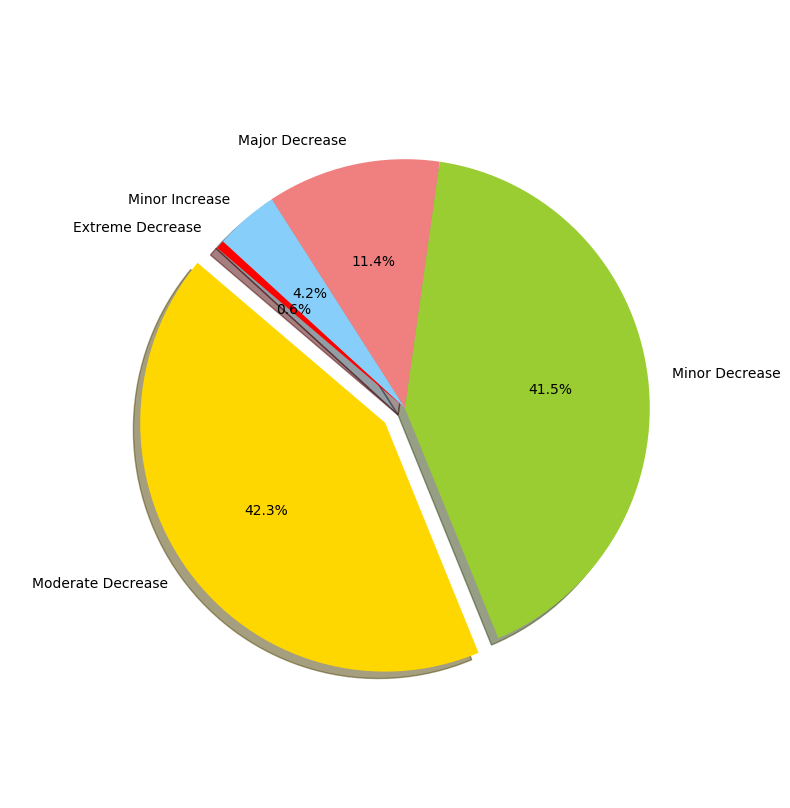 Major Decrease
Minor Increase
Extreme Decrease
11.4%
4.2%
0.6%
Minor Decrease
41.5%
42.3%
Moderate Decrease